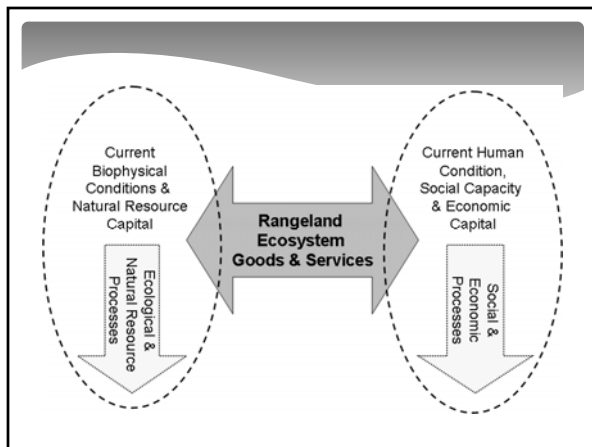 Current
Biophysical
Conditions &
Natural Resource
Capital
Ecological &
Natural Resource
Processes
Rangeland
Ecosystem
Goods & Services
Current Human
Condition,
Social Capacity
& Economic
Capital
Social &
Economic
Processes